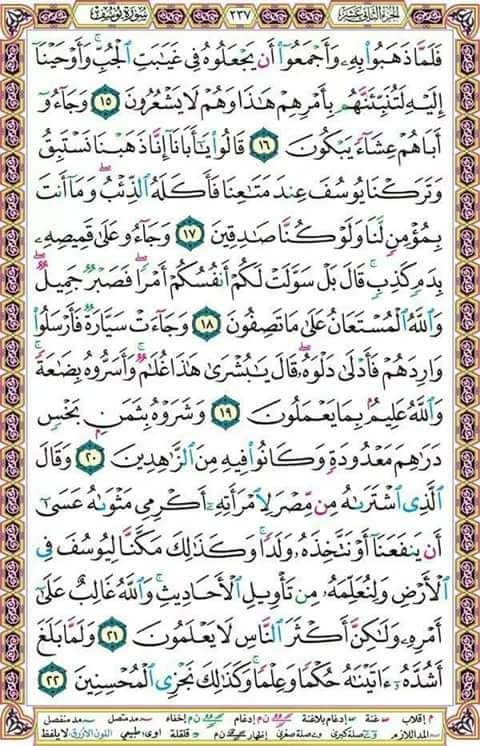 الجزء الثاني عشر ٢٣٧ سورة يوسف
فَلَمَّا ذَهَبُوا۟ بِهِۦ وَأَجْمَعُوٓا۟ أَن يَجْعَلُوهُ فِى غَيَٰبَتِ ٱلْجُبِّ ۚ وَأَوْحَيْنَآ
إِلَيْهِ لَتُنَبِّئَنَّهُم بِأَمْرِهِمْ هَٰذَا وَهُمْ لَا يَشْعُرُونَ ١٥ وَجَآءُوٓ
أَبَاهُمْ عِشَآءً يَبْكُونَ ١٦ قَالُوا۟ يَٰٓأَبَانَآ إِنَّا ذَهَبْنَا نَسْتَبِقُ
وَتَرَكْنَا يُوسُفَ عِندَ مَتَٰعِنَا فَأَكَلَهُ ٱلذِّئْبُ ۖ وَمَآ أَنتَ
بِمُؤْمِنٍ لَّنَا وَلَوْ كُنَّا صَٰدِقِينَ ١٧ وَجَآءُو عَلَىٰ قَمِيصِهِۦ
بِدَمٍ كَذِبٍ ۚ قَالَ بَلْ سَوَّلَتْ لَكُمْ أَنفُسُكُمْ أَمْرًا ۖ فَصَبْرٌ جَمِيلٌ ۖ
وَٱللَّهُ ٱلْمُسْتَعَانُ عَلَىٰ مَا تَصِفُونَ ١٨ وَجَآءَتْ سَيَّارَةٌ فَأَرْسَلُوا۟
وَارِدَهُمْ فَأَدْلَىٰ دَلْوَهُۥ ۖ قَالَ يَٰبُشْرَىٰ هَٰذَا غُلَٰمٌ ۚ وَأَسَرُّوهُ بِضَٰعَةً ۚ
وَٱللَّهُ عَلِيمٌۢ بِمَا يَعْمَلُونَ ١٩ وَشَرَوْهُ بِثَمَنٍۭ بَخْسٍ
دَرَٰهِمَ مَعْدُودَةٍ وَكَانُوا۟ فِيهِ مِنَ ٱلزَّٰهِدِينَ ٢٠ وَقَالَ
ٱلَّذِى ٱشْتَرَىٰهُ مِن مِّصْرَ لِٱمْرَأَتِهِۦٓ أَكْرِمِى مَثْوَىٰهُ عَسَىٰٓ
أَن يَنفَعَنَآ أَوْ نَتَّخِذَهُۥ وَلَدًا ۚ وَكَذَٰلِكَ مَكَّنَّا لِيُوسُفَ فِى
ٱلْأَرْضِ وَلِنُعَلِّمَهُۥ مِن تَأْوِيلِ ٱلْأَحَادِيثِ ۚ وَٱللَّهُ غَالِبٌ عَلَىٰٓ
أَمْرِهِۦ وَلَٰكِنَّ أَكْثَرَ ٱلنَّاسِ لَا يَعْلَمُونَ ٢١ وَلَمَّا بَلَغَ
أَشُدَّهُۥٓ ءَاتَيْنَٰهُ حُكْمًا وَعِلْمًا ۚ وَكَذَٰلِكَ نَجْزِى ٱلْمُحْسِنِينَ ٢٢
م إقلاب غنة إدغام بلاغنة ن م إدغام ن م إخفاء مد متصل مد منفصل
المد اللازم صلة كبرى صلة صغرى إظهار ن م قلقلة اوى: طبيعي اللون الأزرق: لا يلفظ